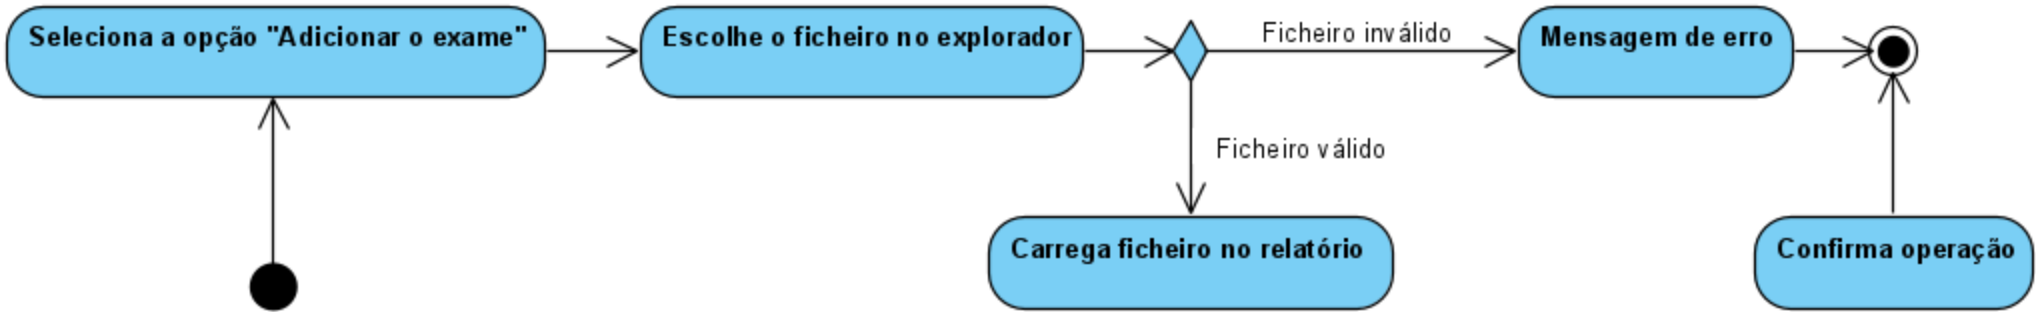 Seleciona a opção "Adicionar o exame"
Escolhe o ficheiro no explorador
Ficheiro inválido
Mensagem de erro
Ficheiro válido
Carrega ficheiro no relatório
Confirma operação